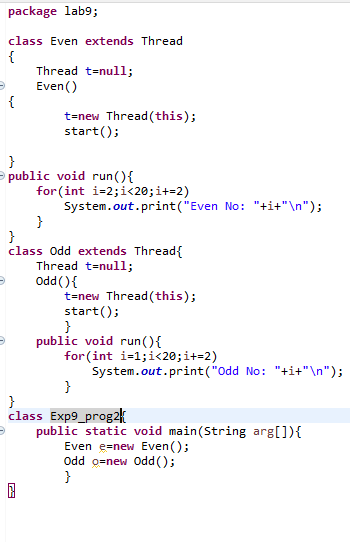 package lab9;
class Even extends Thread
{
Thread t=null;
Even()
{
t=new Thread(this);
start();
}
public void run(){
for(int i=2;i<20;i+=2)
System.out.print("Even No: "+i+"\n");
}
}
class Odd extends Thread{
Thread t=null;
Odd(){
t=new Thread(this);
start();
}
public void run(){
for(int i=1;i<20;i+=2)
System.out.print("Odd No: "+i+"\n");
}
}
class Exp9_prog2{
public static void main(String arg[]){
Even e=new Even();
Odd o=new Odd();
}
}